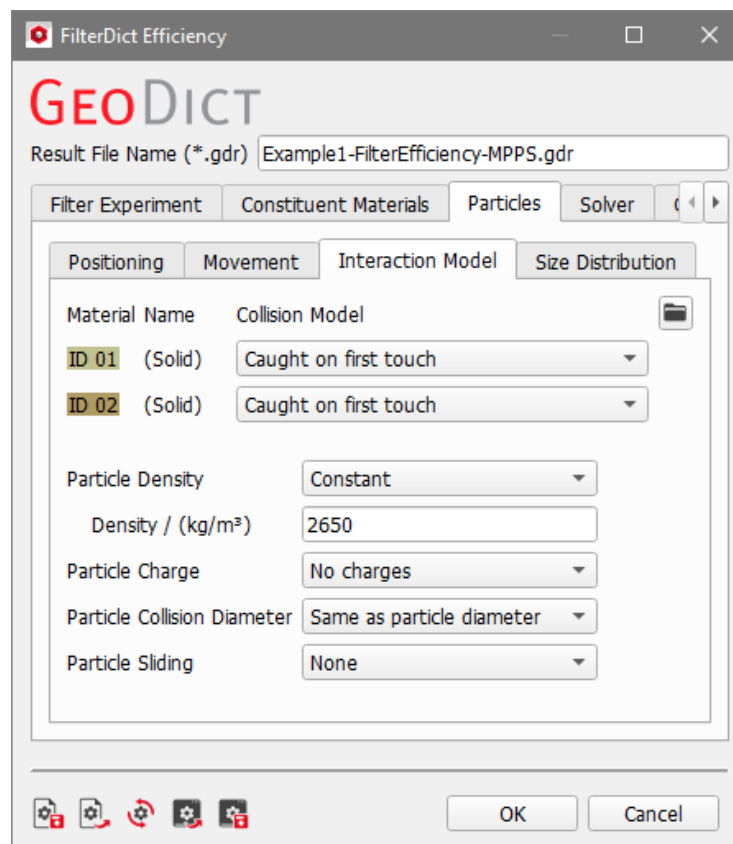 FilterDict Efficiency
GEODICT
Result File Name (*.gdr) Example1-FilterEfficiency-MPPS.gdr
Filter Experiment Constituent Materials Particles Solver
Positioning Movement Interaction Model Size Distribution
Material Name Collision Model
ID 01 (Solid) Caught on first touch
ID 02 (Solid) Caught on first touch
Particle Density Constant
Density / (kg/m³) 2650
Particle Charge No charges
Particle Collision Diameter Same as particle diameter
Particle Sliding None
OK Cancel